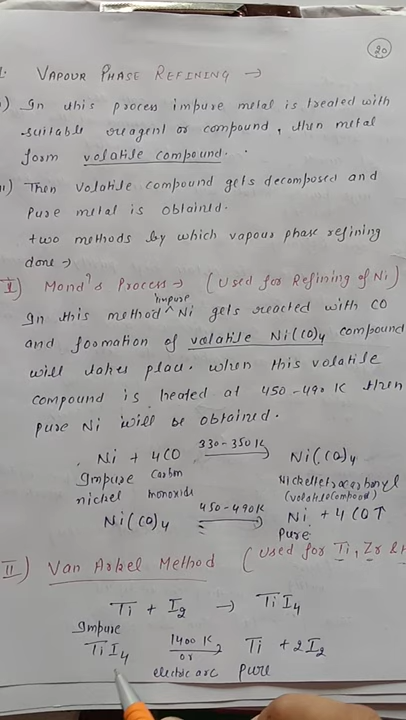 20
VAPOUR PHASE REFINING →
) In this process impure metal is treated with
suitable reagent or compound, then metal
form volatile compound.
ii) Then volatile compound gets decomposed and
Pure metal is obtained.
two methods by which vapour phase refining
done →
I) Mond's Process → (Used for Refining of Ni)
In this method impure Ni gets reacted with CO
and formation of volatile Ni(CO)4 compound
will takes place. when this volatile
compound is heated at 450-490 K then
pure Ni will be obtained.
Ni + 4CO 330-350K → Ni(CO)4
Impure nickel Carbon monoxide Nickeltetracarbonyl (volatile compound)
Ni(CO)4 450-490K Ni + 4CO↑
Pure
II) Van Arkel Method (Used for Ti, Zr &
Ti + I2 → TiI4
Impure
TiI4 1400 K or electric arc → Ti + 2I2
pure